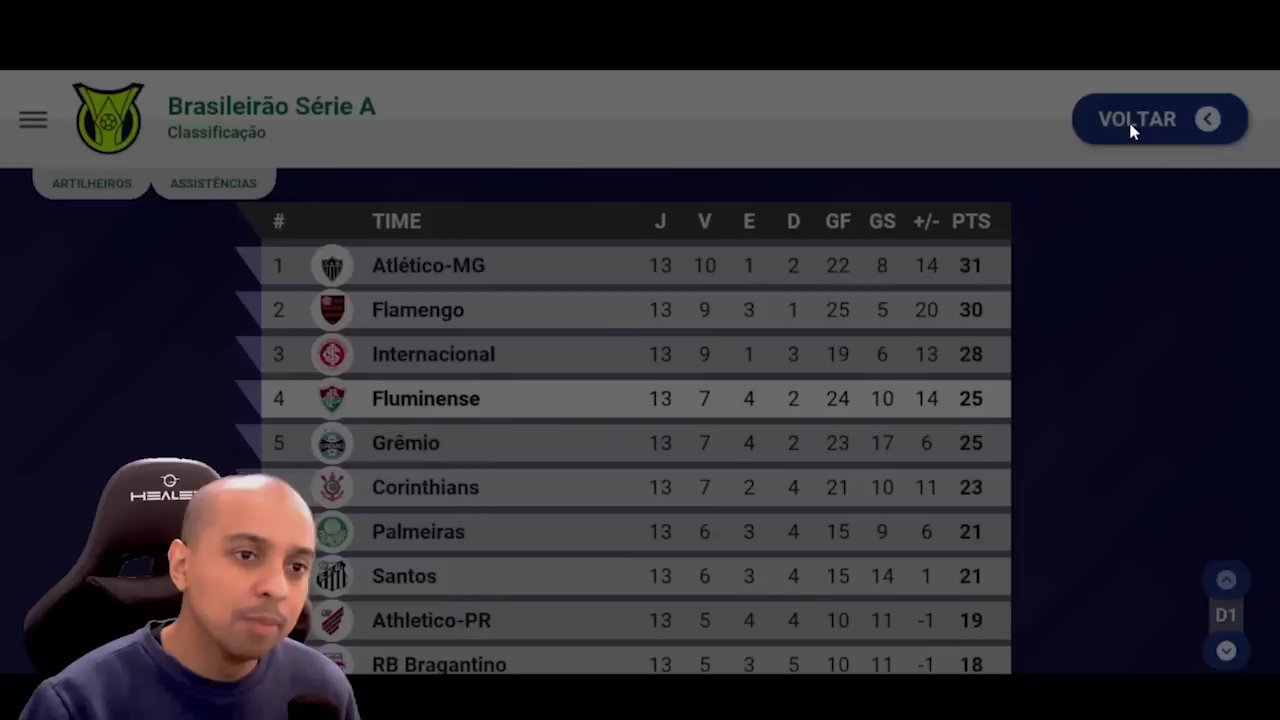 Brasileirão Série A
Classificação
VOLTAR
ARTILHEIROS ASSISTÊNCIAS
# TIME J V E D GF GS +/- PTS
1 Atlético-MG 13 10 1 2 22 8 14 31
2 Flamengo 13 9 3 1 25 5 20 30
3 Internacional 13 9 1 3 19 6 13 28
4 Fluminense 13 7 4 2 24 10 14 25
5 Grêmio 13 7 4 2 23 17 6 25
Corinthians 13 7 2 4 21 10 11 23
Palmeiras 13 6 3 4 15 9 6 21
Santos 13 6 3 4 15 14 1 21
Athletico-PR 13 5 4 4 10 11 -1 19
RB Bragantino 13 5 3 5 10 11 -1 18
D1